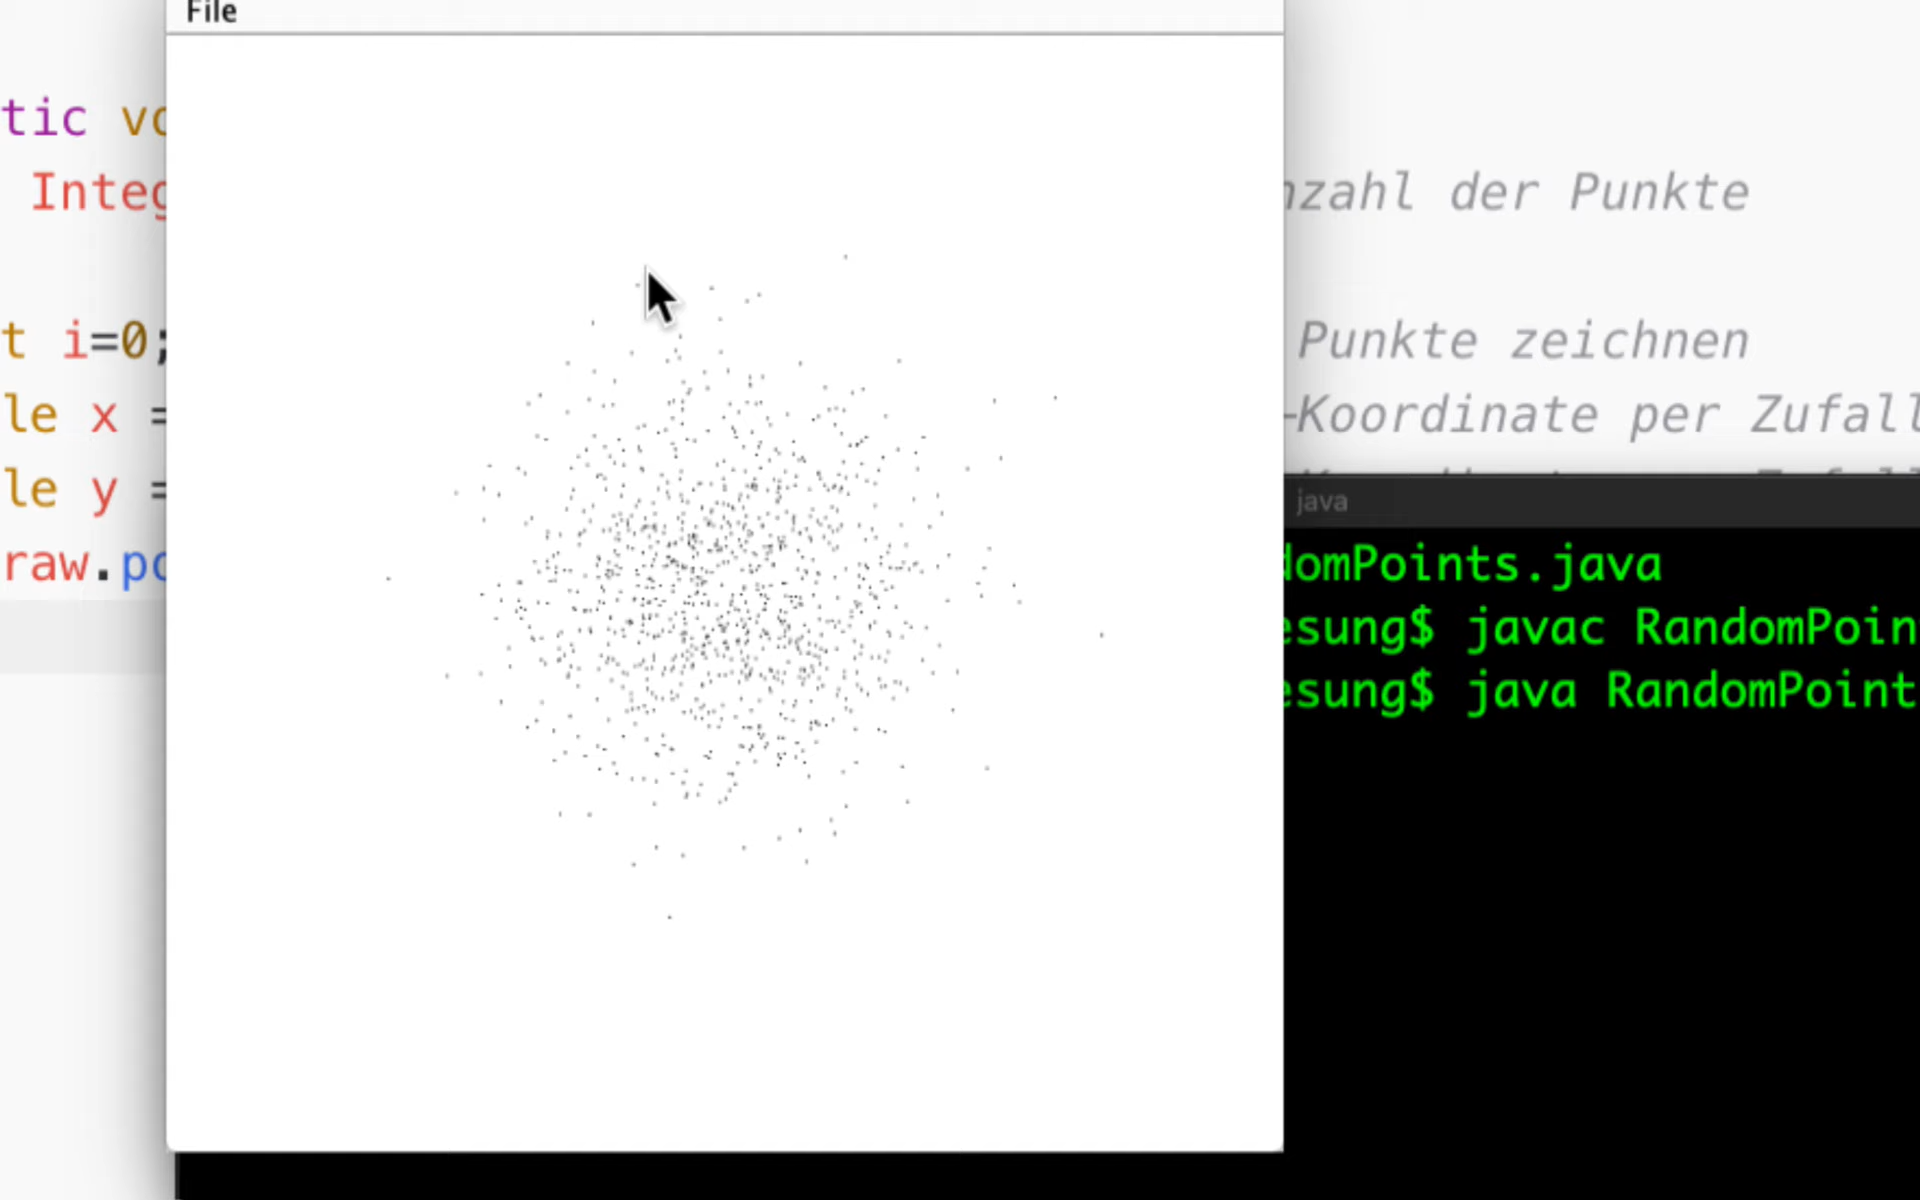 File
tic vo
Integ
nzahl der Punkte
t i=0;
Punkte zeichnen
le x =
-Koordinate per Zufall
le y =
java
raw.po
domPoints.java
esung$ javac RandomPoin
esung$ java RandomPoint